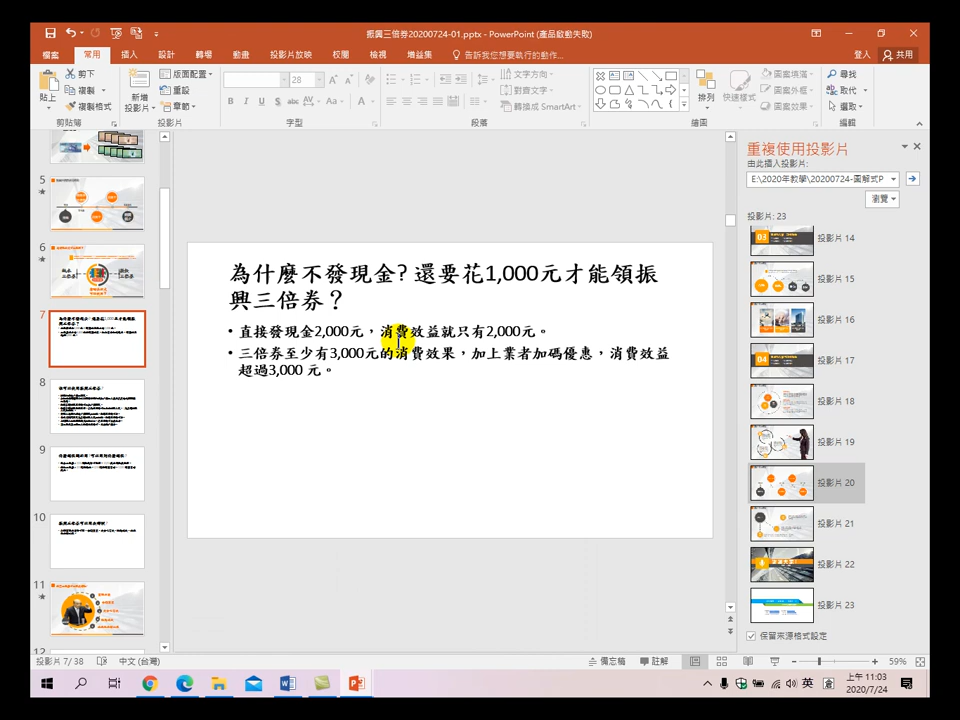 振興三倍券20200724-01.pptx - PowerPoint (產品啟動失敗)
檔案 常用 插入 設計 轉場 動畫 投影片放映 校閱 檢視 增益集 告訴我您想要執行的動作... 登入 共用
貼上 剪下 複製 複製格式 剪貼簿
新增投影片 版面配置 重設 章節 投影片
28
B I U S abc AV Aa A 字型
文字方向 對齊文字 轉換成 SmartArt 段落
排列 快速樣式 圖案填滿 圖案外框 圖案效果 繪圖
尋找 取代 選取 編輯
5
6
7
8
9
10
11
12
為什麼不發現金? 還要花1,000元才能領振
興三倍券？
• 直接發現金2,000元，消費效益就只有2,000元。
• 三倍券至少有3,000元的消費效果，加上業者加碼優惠，消費效益
超過3,000 元。
重複使用投影片
由此插入投影片:
E:\2020年教學\20200724-圖解式P
瀏覽
投影片: 23
03 投影片 14
投影片 15
投影片 16
04 投影片 17
投影片 18
投影片 19
投影片 20
投影片 21
投影片 22
投影片 23
保留來源格式設定
投影片 7/38 中文 (台灣) 備忘稿 註解 59%
英 上午 11:03
2020/7/24